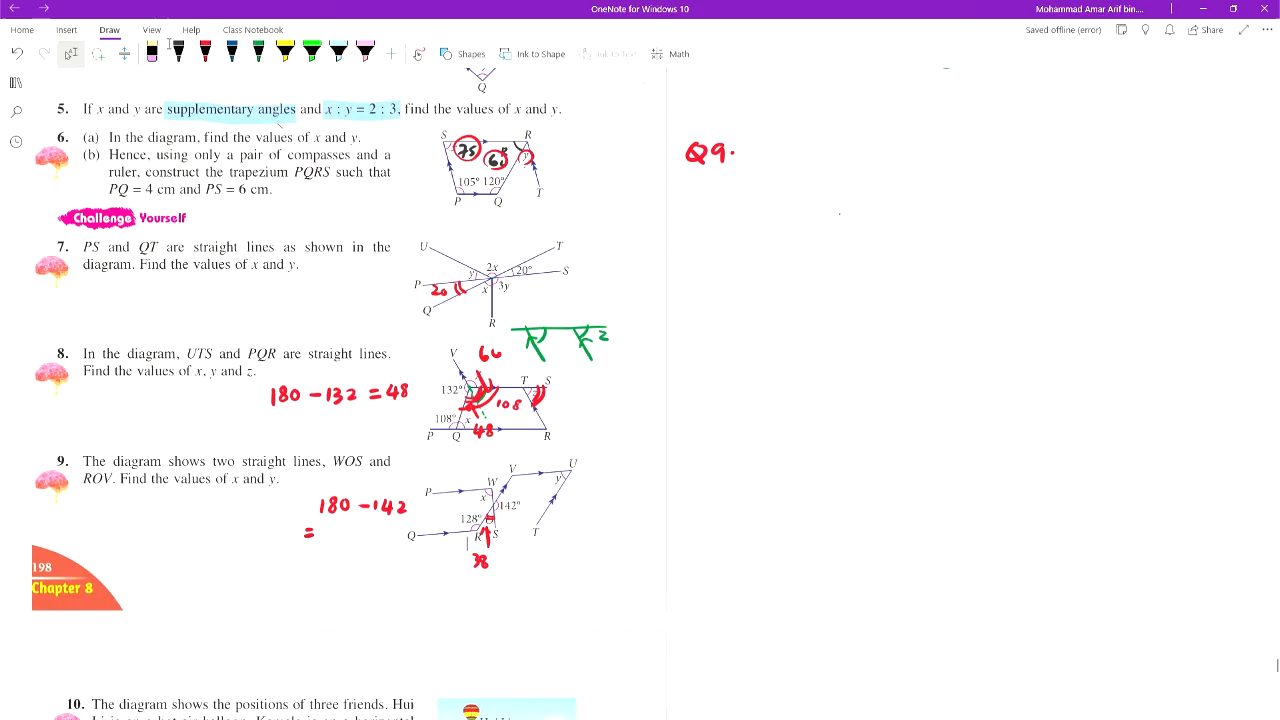 OneNote for Windows 10
Mohammad Amar Arif bin....
Home
Insert
Draw
View
Help
Class Notebook
Saved offline (error)
Share
Shapes
Ink to Shape
Ink to Text
Math
Q
5. If x and y are supplementary angles and x : y = 2 : 3, find the values of x and y.
6. (a) In the diagram, find the values of x and y.
(b) Hence, using only a pair of compasses and a
ruler, construct the trapezium PQRS such that
PQ = 4 cm and PS = 6 cm.
S
R
75
60
y
105° 120°
P
Q
T
Q9.
Challenge Yourself
7. PS and QT are straight lines as shown in the
diagram. Find the values of x and y.
U
T
2x
y
20°
S
P
20
x
3y
Q
R
z
8. In the diagram, UTS and PQR are straight lines.
Find the values of x, y and z.
180 - 132 = 48
V
60
132°
T
S
108
108°
x
48
P
Q
R
9. The diagram shows two straight lines, WOS and
ROV. Find the values of x and y.
180 - 142
=
V
U
W
P
x
y
142°
128°
O
Q
R
S
T
38
198
Chapter 8
10. The diagram shows the positions of three friends. Hui